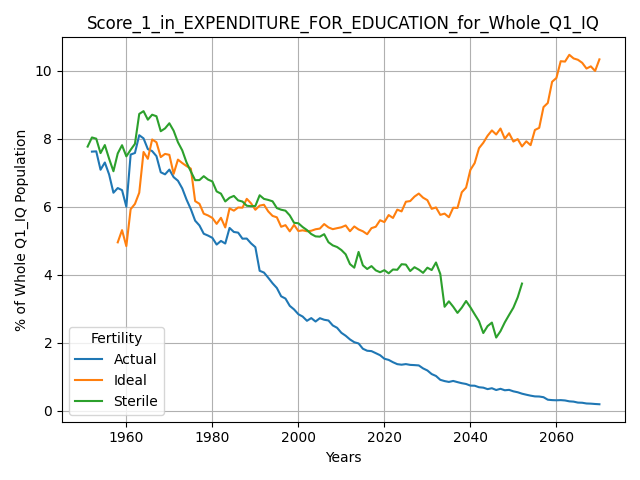 Score_1_in_EXPENDITURE_FOR_EDUCATION_for_Whole_Q1_IQ
% of Whole Q1_IQ Population
10
8
6
4
2
0
Fertility
Actual
Ideal
Sterile
1960 1980 2000 2020 2040 2060
Years